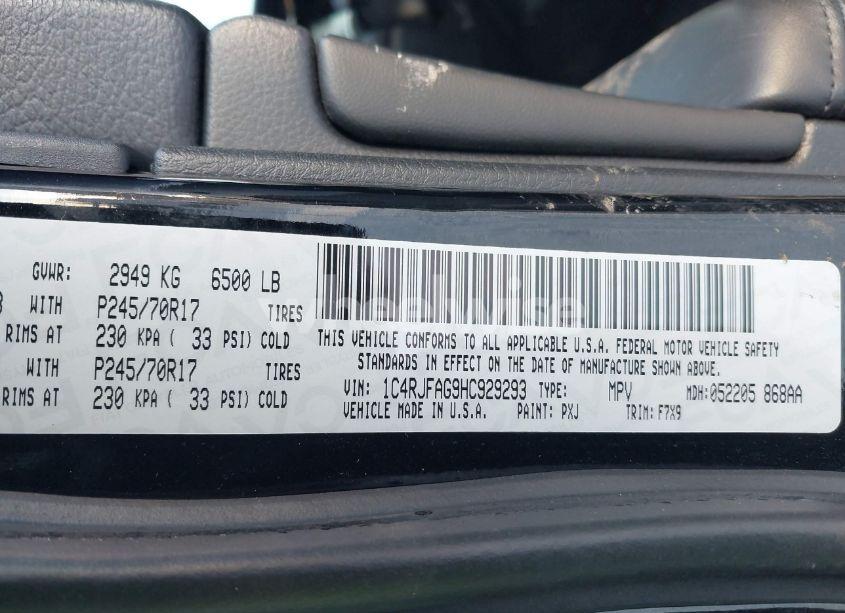 GVWR: 2949 KG 6500 LB
WITH P245/70R17 TIRES
RIMS AT 230 KPA ( 33 PSI) COLD
WITH P245/70R17 TIRES
RIMS AT 230 KPA ( 33 PSI) COLD
THIS VEHICLE CONFORMS TO ALL APPLICABLE U.S.A. FEDERAL MOTOR VEHICLE SAFETY
STANDARDS IN EFFECT ON THE DATE OF MANUFACTURE SHOWN ABOVE.
VIN: 1C4RJFAG9HC929293 TYPE: MPV MDH:052205 868AA
VEHICLE MADE IN U.S.A. PAINT: PXJ TRIM: F7X9
wheelwise